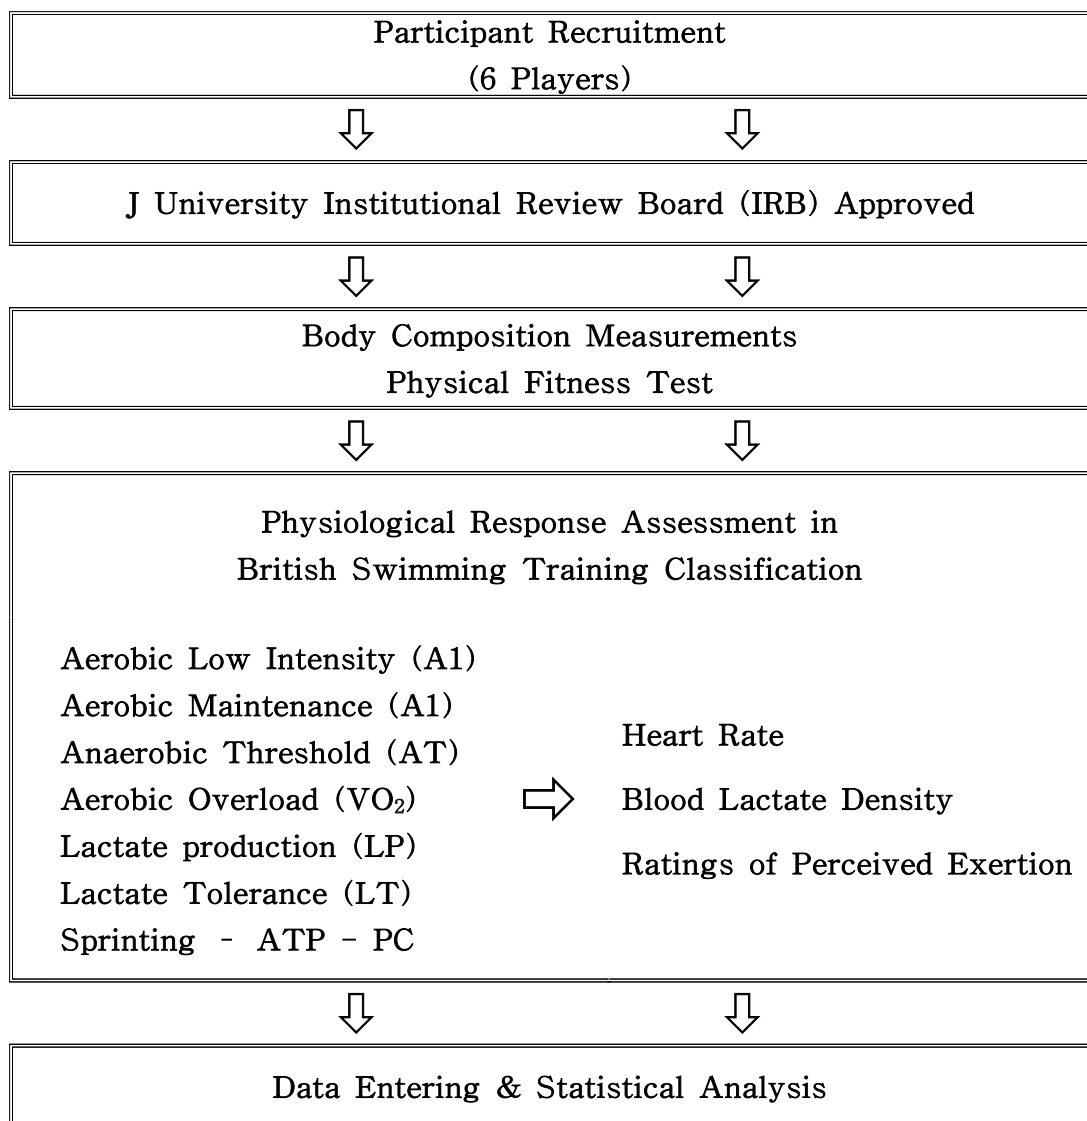 Participant Recruitment
(6 Players)
J University Institutional Review Board (IRB) Approved
Body Composition Measurements
Physical Fitness Test
Physiological Response Assessment in
British Swimming Training Classification
Aerobic Low Intensity (A1)
Aerobic Maintenance (A1)
Anaerobic Threshold (AT)
Aerobic Overload (VO₂)
Lactate production (LP)
Lactate Tolerance (LT)
Sprinting - ATP - PC
Heart Rate
Blood Lactate Density
Ratings of Perceived Exertion
Data Entering & Statistical Analysis